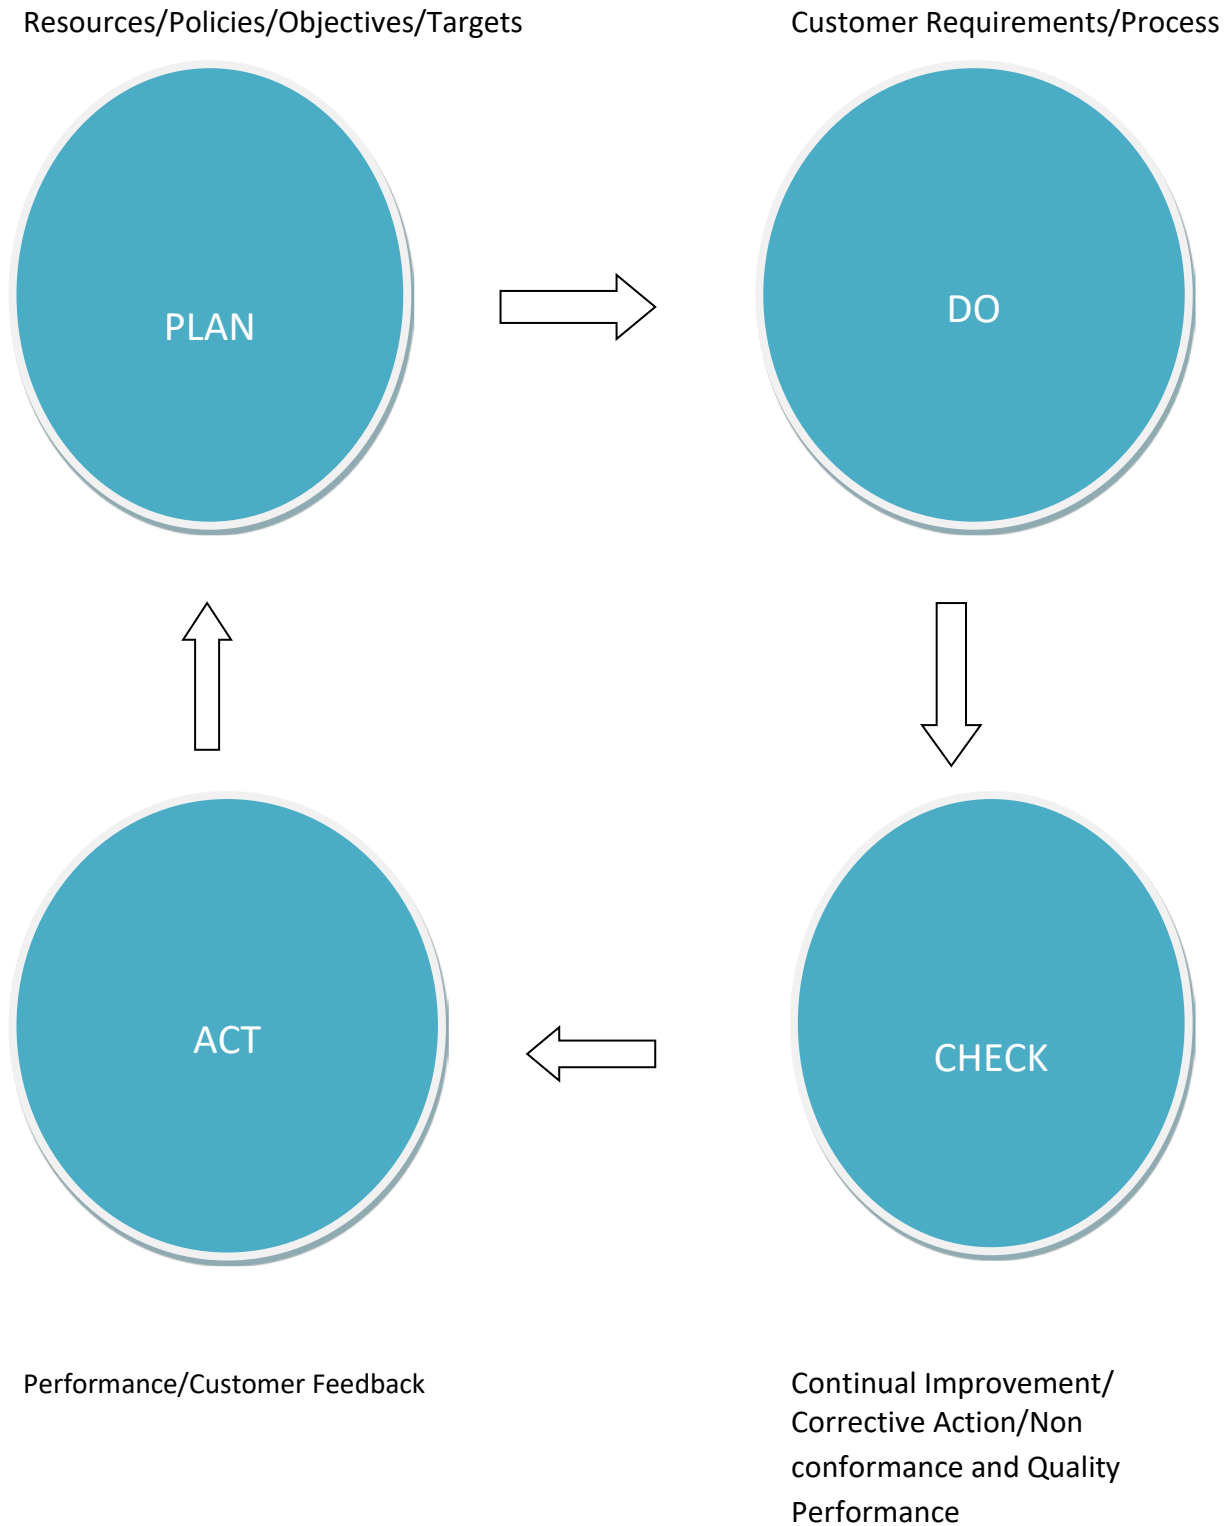 Resources/Policies/Objectives/Targets
Customer Requirements/Process
PLAN
DO
ACT
CHECK
Performance/Customer Feedback
Continual Improvement/
Corrective Action/Non
conformance and Quality
Performance